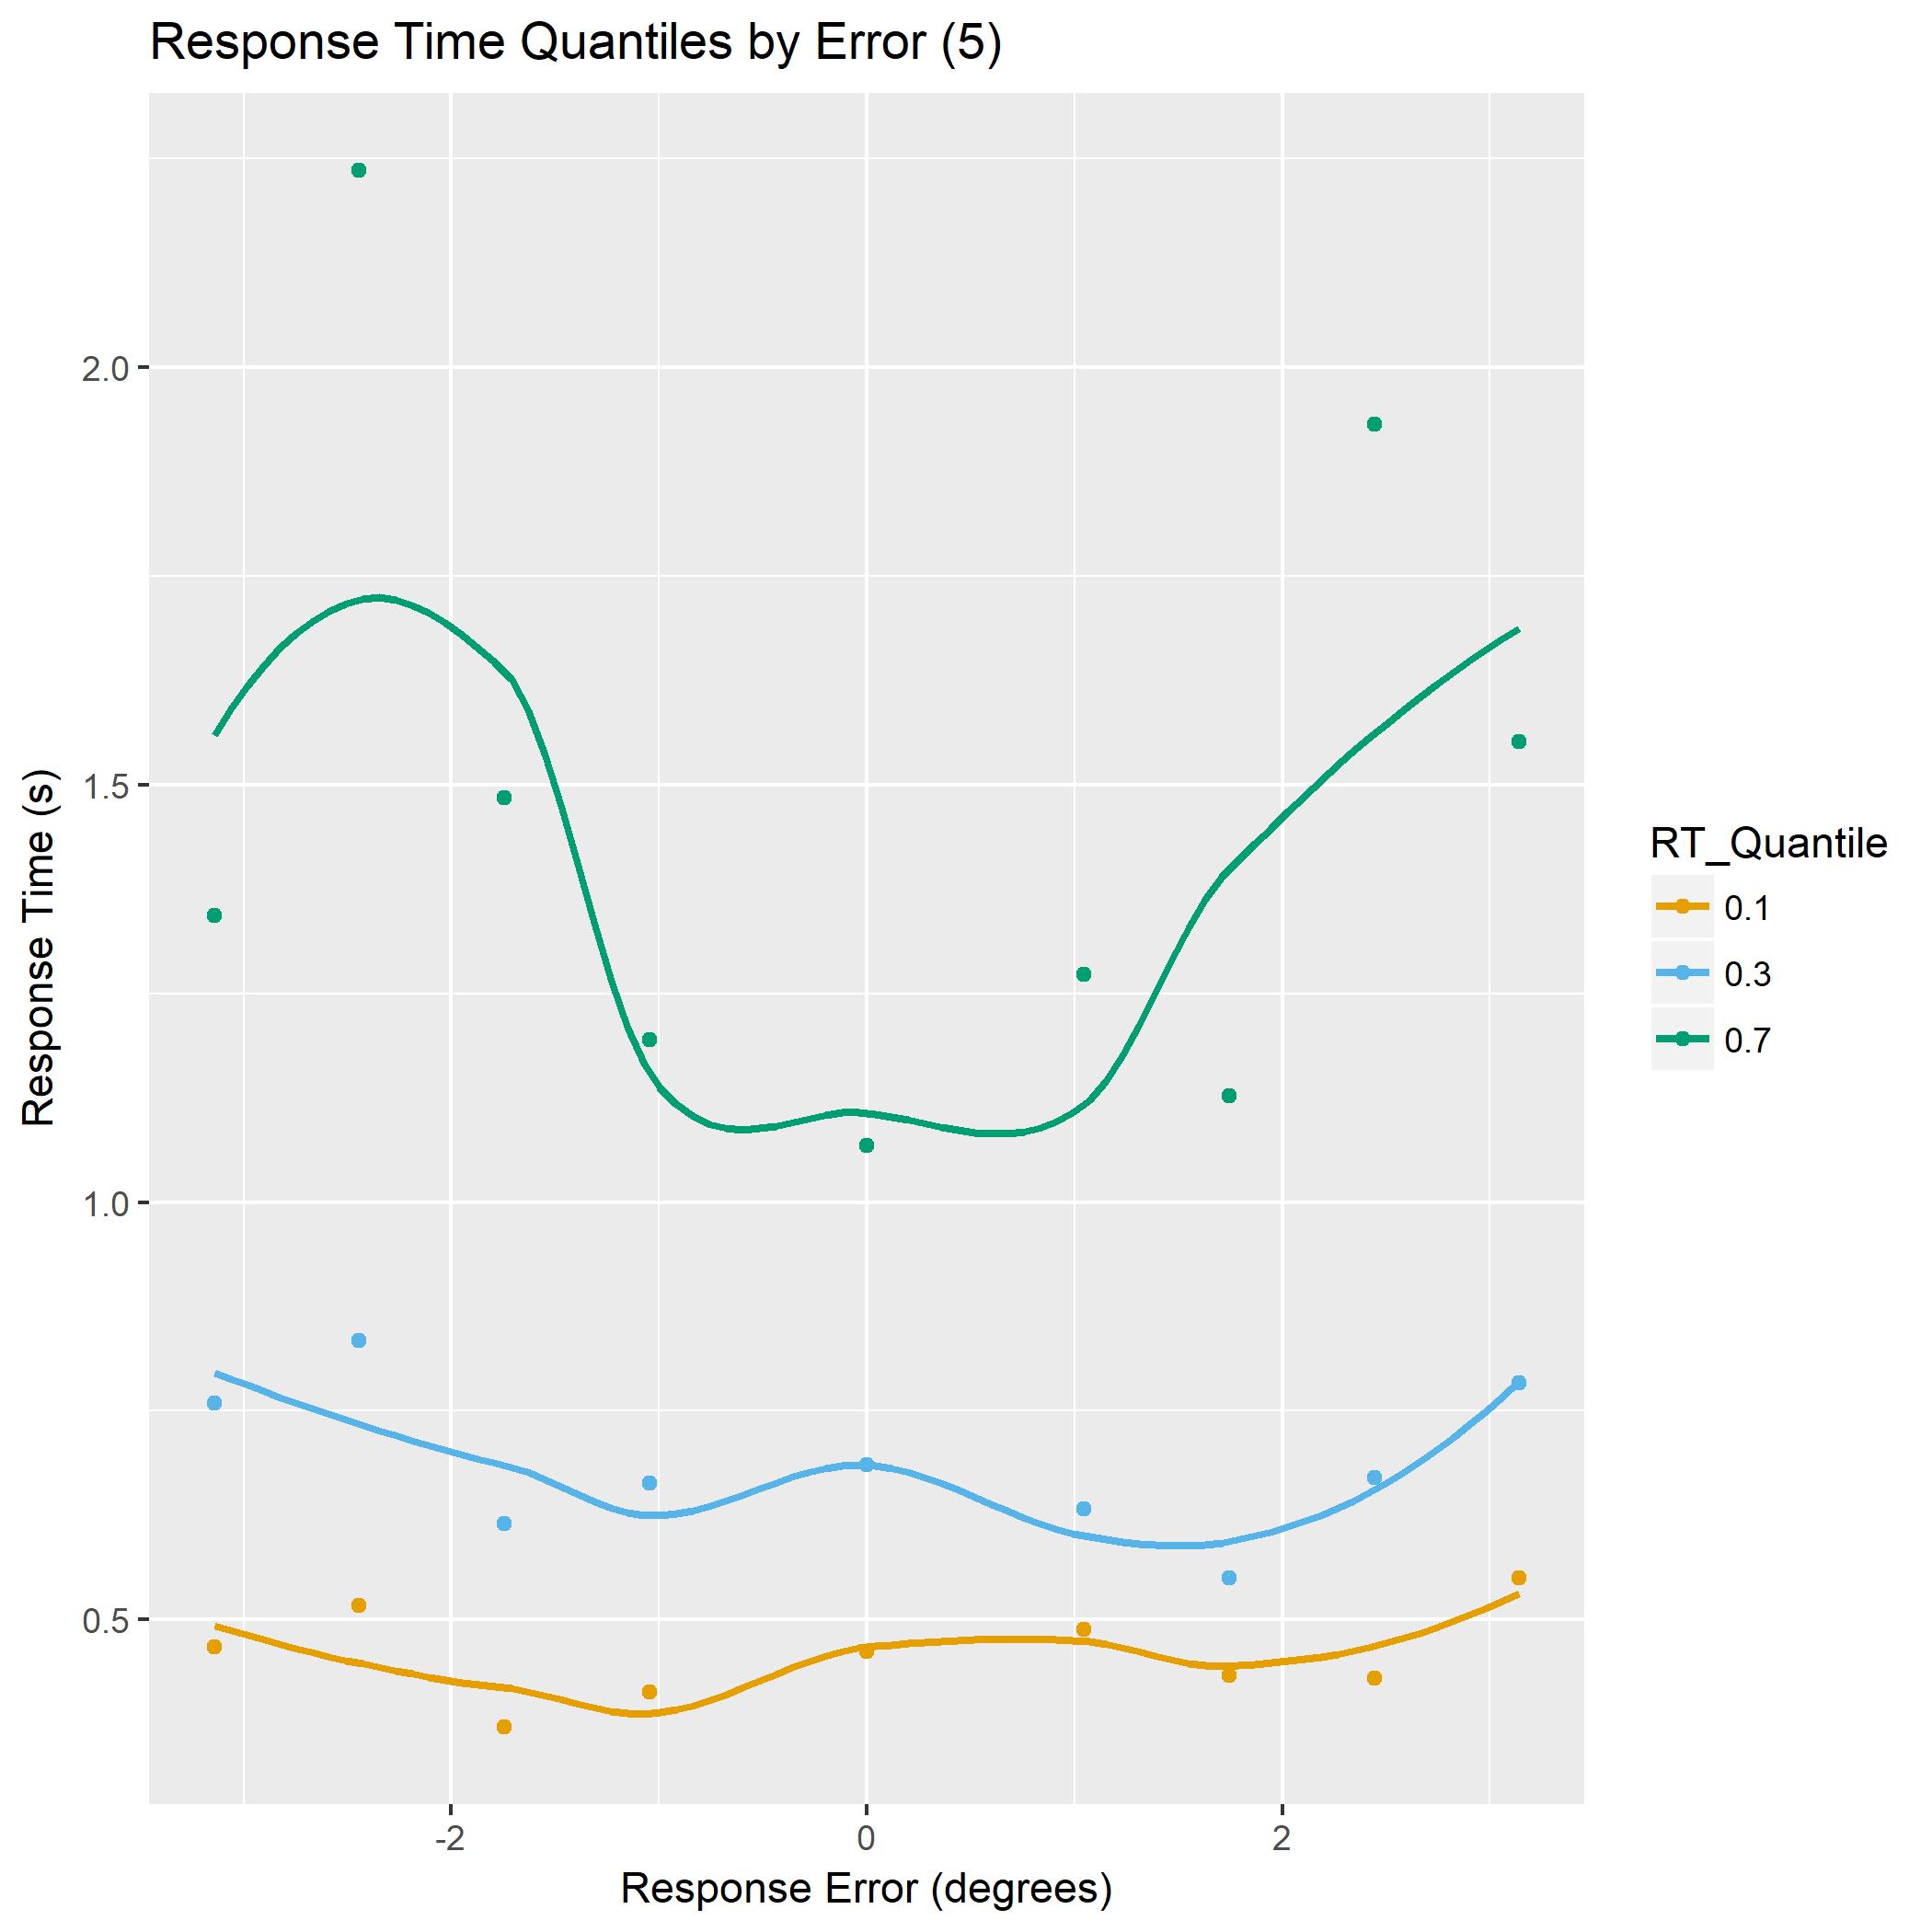 Response Time Quantiles by Error (5)
Response Time (s)
2.0
1.5
1.0
0.5
-2
0
2
Response Error (degrees)
RT_Quantile
0.1
0.3
0.7